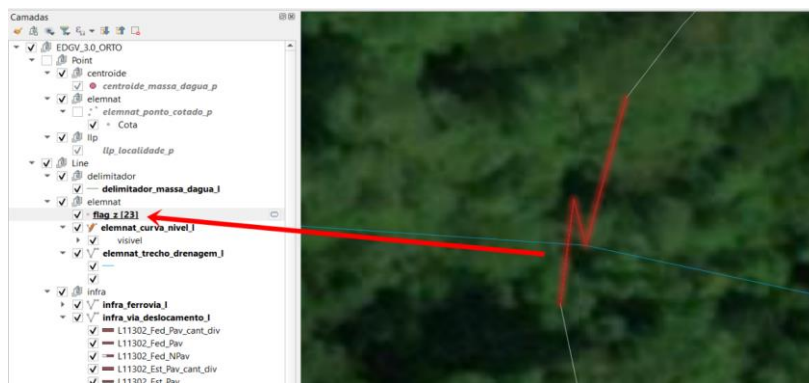 Camadas
EDGV_3.0_ORTO
Point
centroide
centroide_massa_dagua_p
elemnat
elemnat_ponto_cotado_p
Cota
llp
llp_localidade_p
Line
delimitador
delimitador_massa_dagua_l
elemnat
flag_z [23]
elemnat_curva_nivel_l
visivel
elemnat_trecho_drenagem_l
infra
infra_ferrovia_l
infra_via_deslocamento_l
L11302_Fed_Pav_cant_div
L11302_Fed_Pav
L11302_Fed_NPav
L11302_Est_Pav_cant_div
L11302_Est_Pav